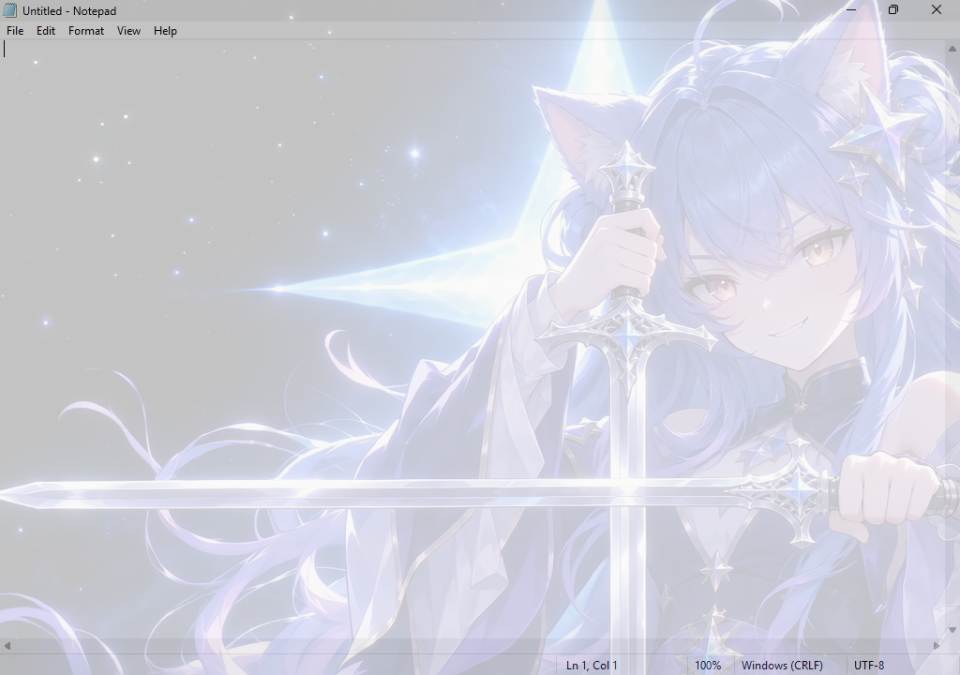 Untitled - Notepad
File Edit Format View Help
Ln 1, Col 1 100% Windows (CRLF) UTF-8